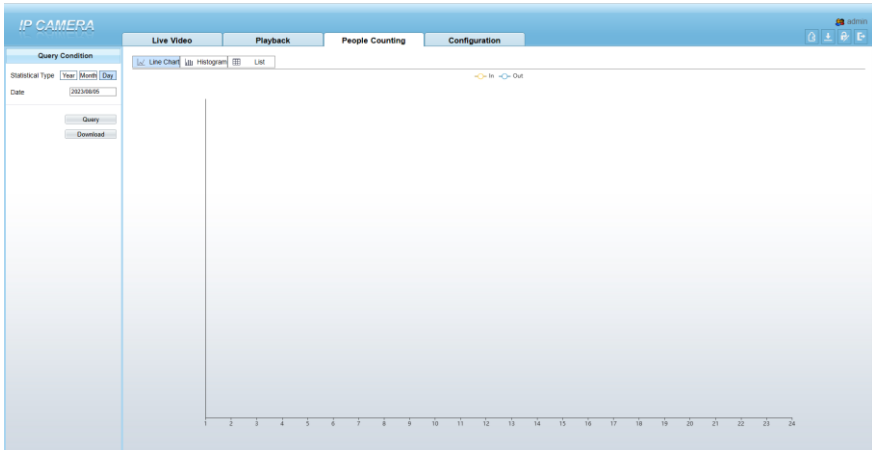 IP CAMERA
admin
Live Video Playback People Counting Configuration
Query Condition
Line Chart Histogram List
Statistical Type Year Month Day
In Out
Date 2023/08/05
Query
Download
1 2 3 4 5 6 7 8 9 10 11 12 13 14 15 16 17 18 19 20 21 22 23 24